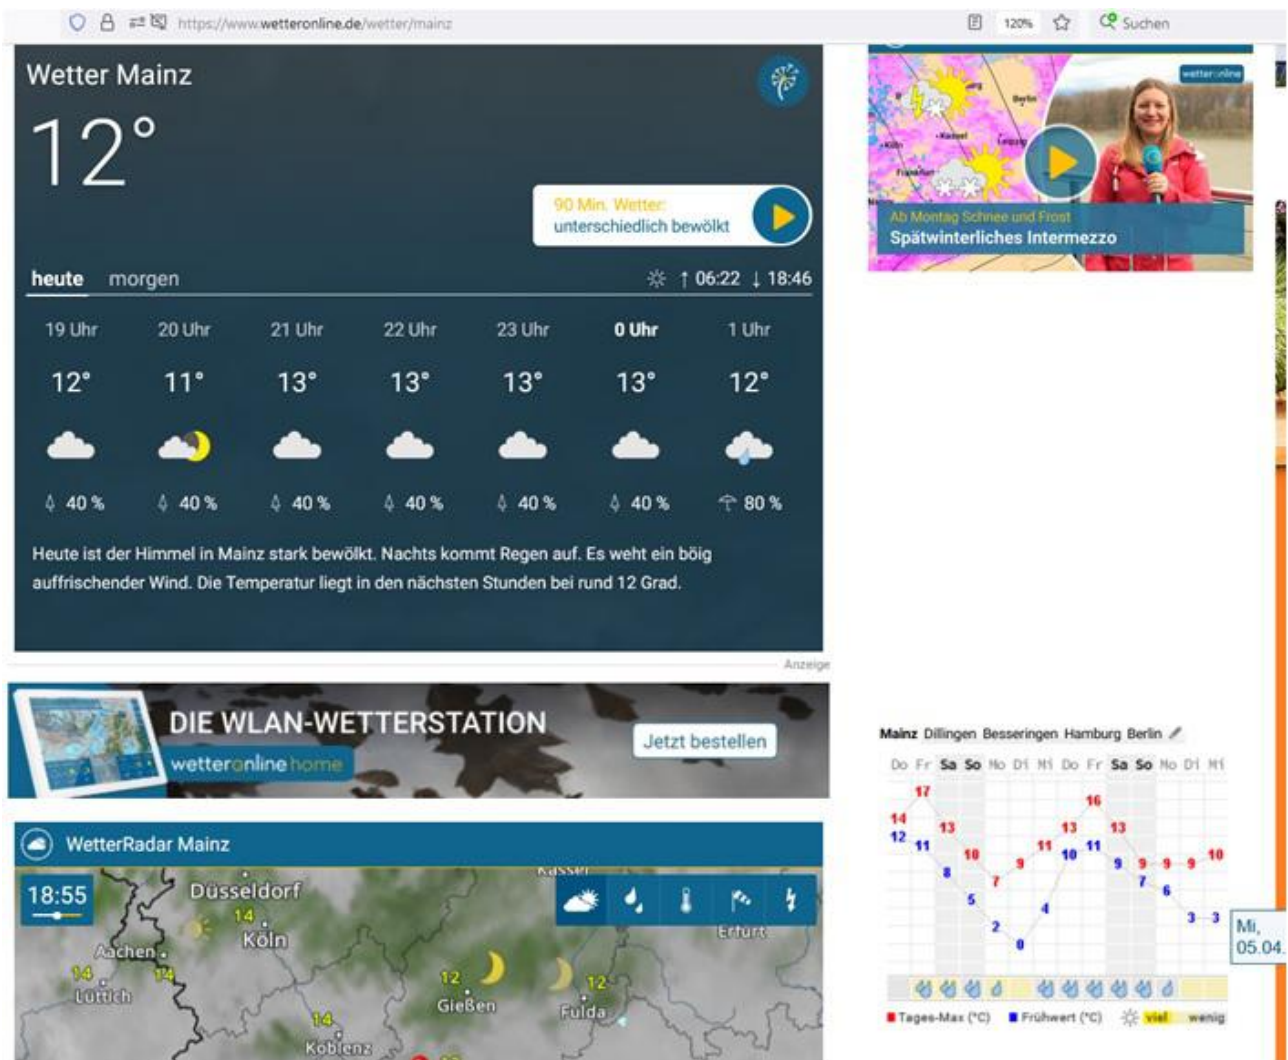 https://www.wetteronline.de/wetter/mainz
120%
Suchen
Wetter Mainz
12°
90 Min. Wetter:
unterschiedlich bewölkt
heute morgen
↑ 06:22 ↓ 18:46
19 Uhr 20 Uhr 21 Uhr 22 Uhr 23 Uhr 0 Uhr 1 Uhr
12° 11° 13° 13° 13° 13° 12°
40 % 40 % 40 % 40 % 40 % 40 % 80 %
Heute ist der Himmel in Mainz stark bewölkt. Nachts kommt Regen auf. Es weht ein böig
auffrischender Wind. Die Temperatur liegt in den nächsten Stunden bei rund 12 Grad.
Anzeige
DIE WLAN-WETTERSTATION
wetteronline home
Jetzt bestellen
WetterRadar Mainz
18:55
Düsseldorf
Kassel
14
Köln
Erfurt
Aachen
14
14
Lüttich
12
Gießen
12
Fulda
14
Koblenz
wetteronline
Berlin
Kassel
Leipzig
Köln
Frankfurt
Ab Montag Schnee und Frost
Spätwinterliches Intermezzo
Mainz Dillingen Besseringen Hamburg Berlin
Do Fr Sa So Mo Di Mi Do Fr Sa So Mo Di Mi
14 17 13 10 7 9 11 13 16 13 9 9 9 10
12 11 8 5 2 0 4 10 11 9 7 6 3 3
Mi,
05.04.
Tages-Max (°C) Frühwert (°C) viel wenig